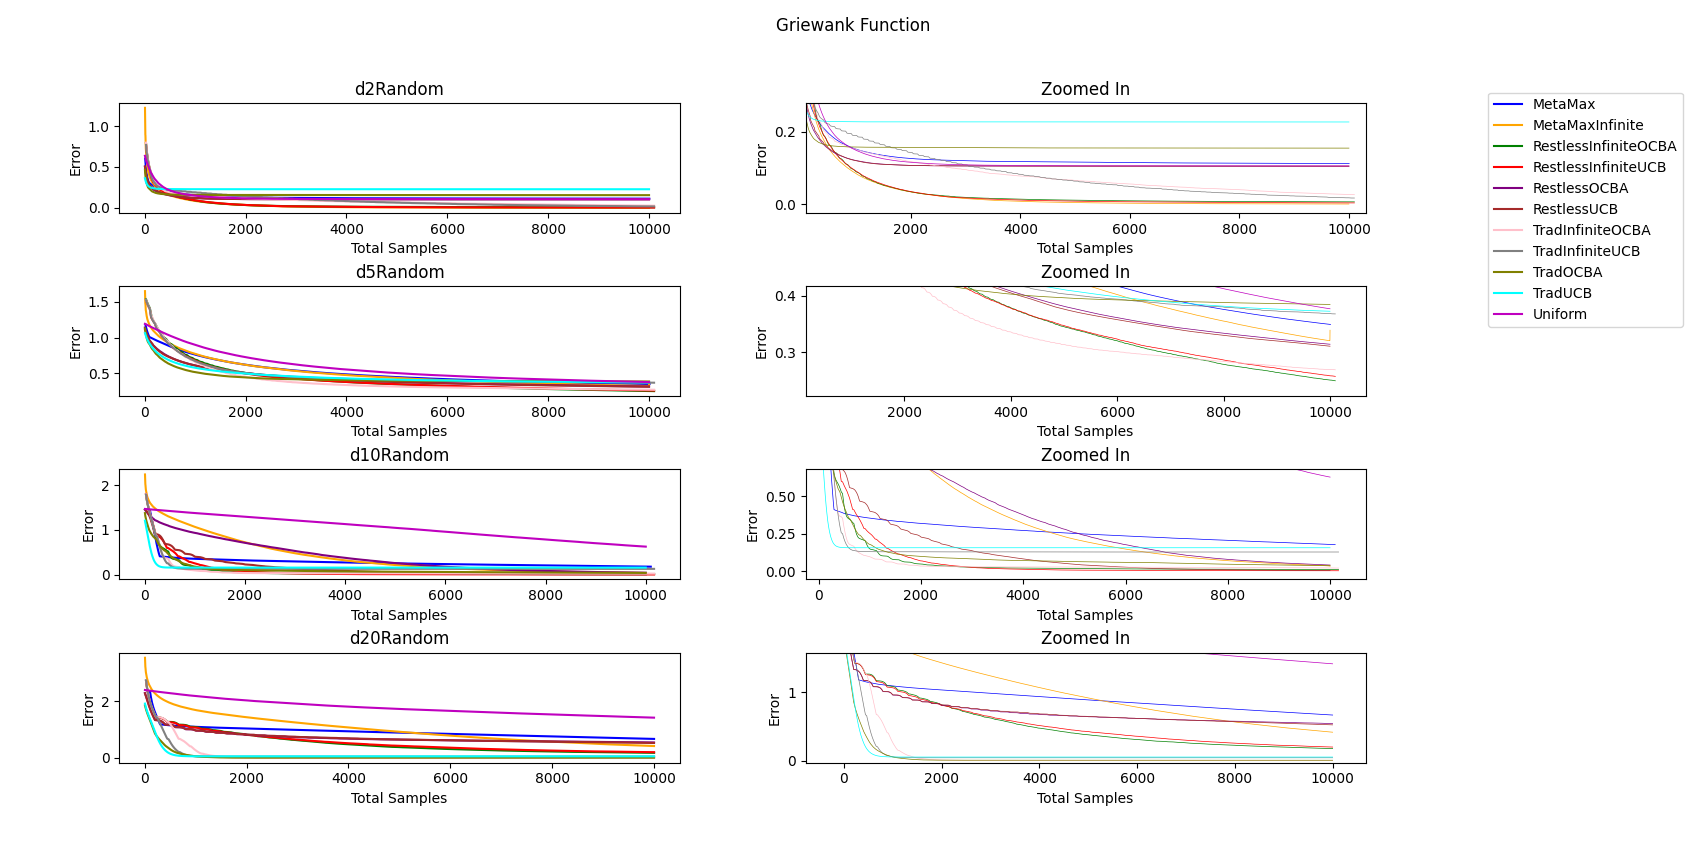 Griewank Function
d2Random
1.0
0.5
0.0
Error
0 2000 4000 6000 8000 10000
Total Samples
Zoomed In
0.2
0.0
Error
2000 4000 6000 8000 10000
Total Samples
MetaMax
MetaMaxInfinite
RestlessInfiniteOCBA
RestlessInfiniteUCB
RestlessOCBA
RestlessUCB
TradInfiniteOCBA
TradInfiniteUCB
TradOCBA
TradUCB
Uniform
d5Random
1.5
1.0
0.5
Error
0 2000 4000 6000 8000 10000
Total Samples
Zoomed In
0.4
0.3
Error
2000 4000 6000 8000 10000
Total Samples
d10Random
2
1
0
Error
0 2000 4000 6000 8000 10000
Total Samples
Zoomed In
0.50
0.25
0.00
Error
0 2000 4000 6000 8000 10000
Total Samples
d20Random
2
0
Error
0 2000 4000 6000 8000 10000
Total Samples
Zoomed In
1
0
Error
0 2000 4000 6000 8000 10000
Total Samples